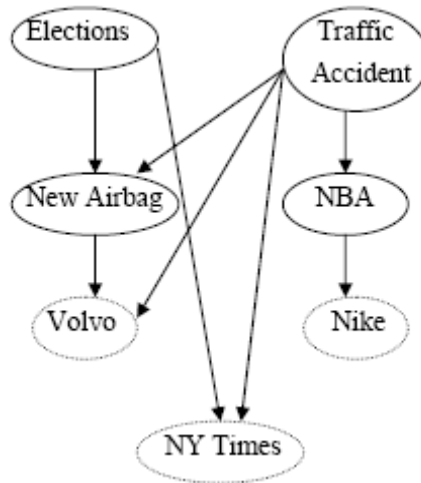 Elections
Traffic
Accident
New Airbag
NBA
Volvo
Nike
NY Times